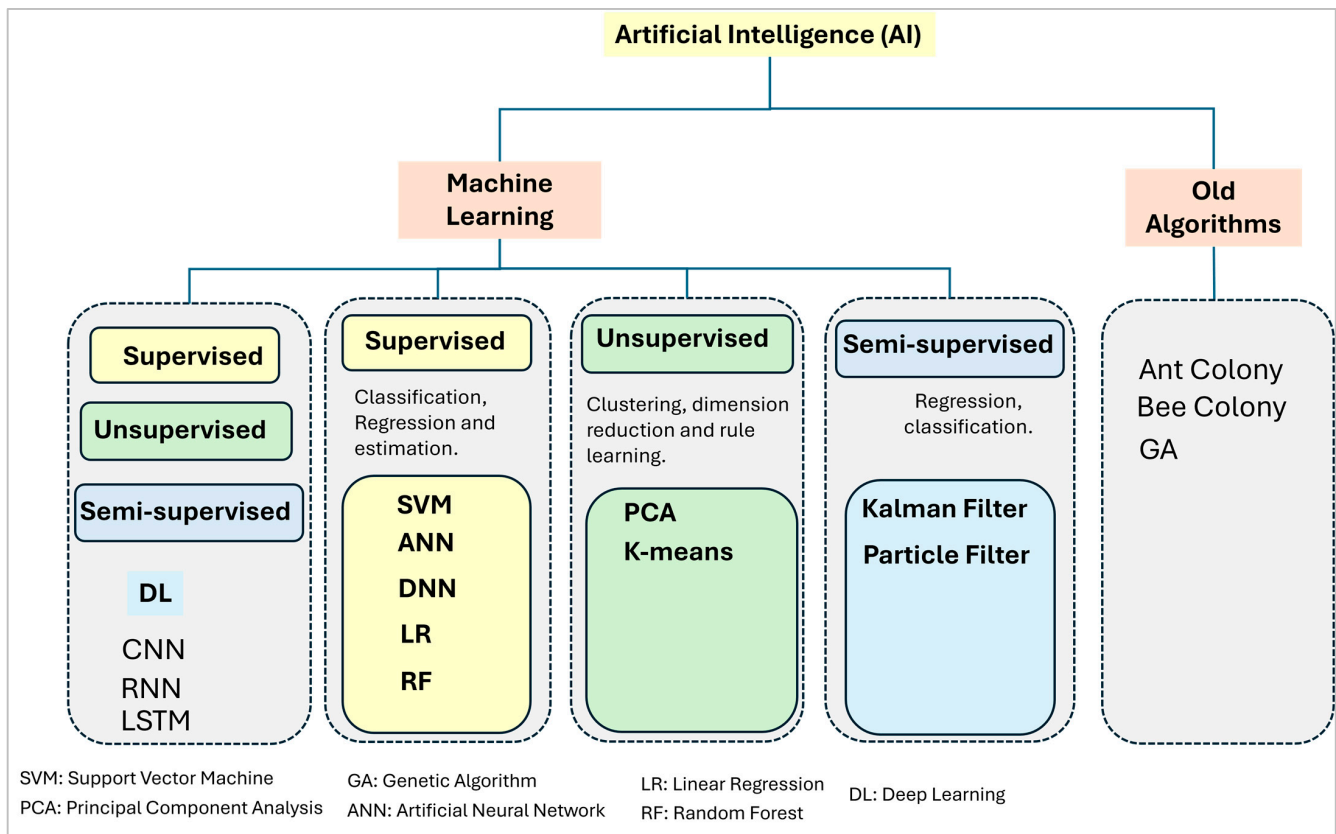 Artificial Intelligence (AI)
Machine
Learning
Old
Algorithms
Supervised
Unsupervised
Semi-supervised
DL
CNN
RNN
LSTM
Supervised
Classification,
Regression and
estimation.
SVM
ANN
DNN
LR
RF
Unsupervised
Clustering, dimension
reduction and rule
learning.
PCA
K-means
Semi-supervised
Regression,
classification.
Kalman Filter
Particle Filter
Ant Colony
Bee Colony
GA
SVM: Support Vector Machine
PCA: Principal Component Analysis
GA: Genetic Algorithm
ANN: Artificial Neural Network
LR: Linear Regression
RF: Random Forest
DL: Deep Learning